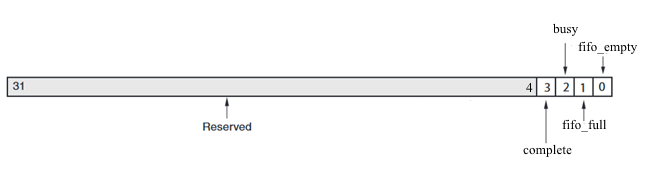 busy
fifo_empty
31 4 3 2 1 0
Reserved
fifo_full
complete